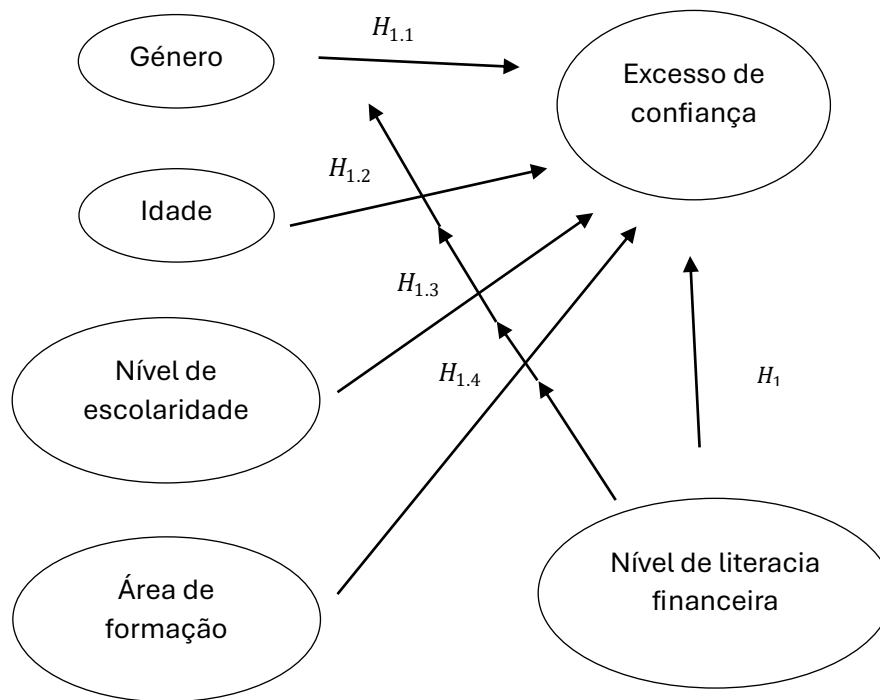 Género
H1.1
Excesso de
confiança
Idade
H1.2
Nível de
escolaridade
H1.3
H1.4
H1
Área de
formação
Nível de literacia
financeira